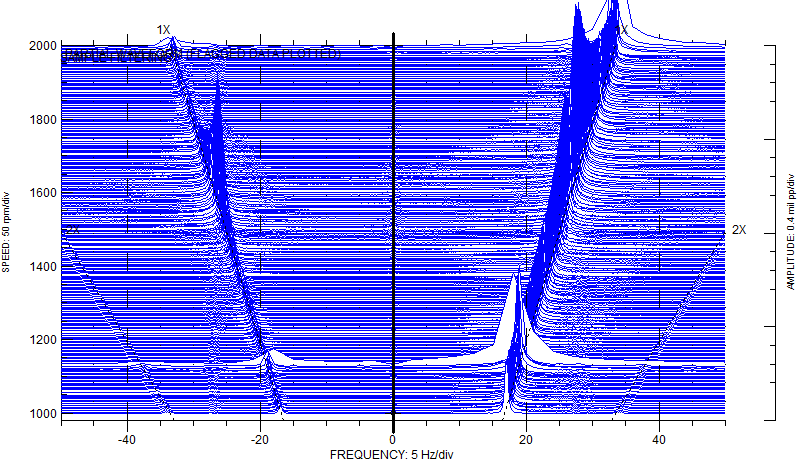 1X
1X
2000
1800
SPEED: 50 rpm/div
1600
2X
2X
AMPLITUDE: 0.4 mil pp/div
1400
1200
1000
-40
-20
0
20
40
FREQUENCY: 5 Hz/div